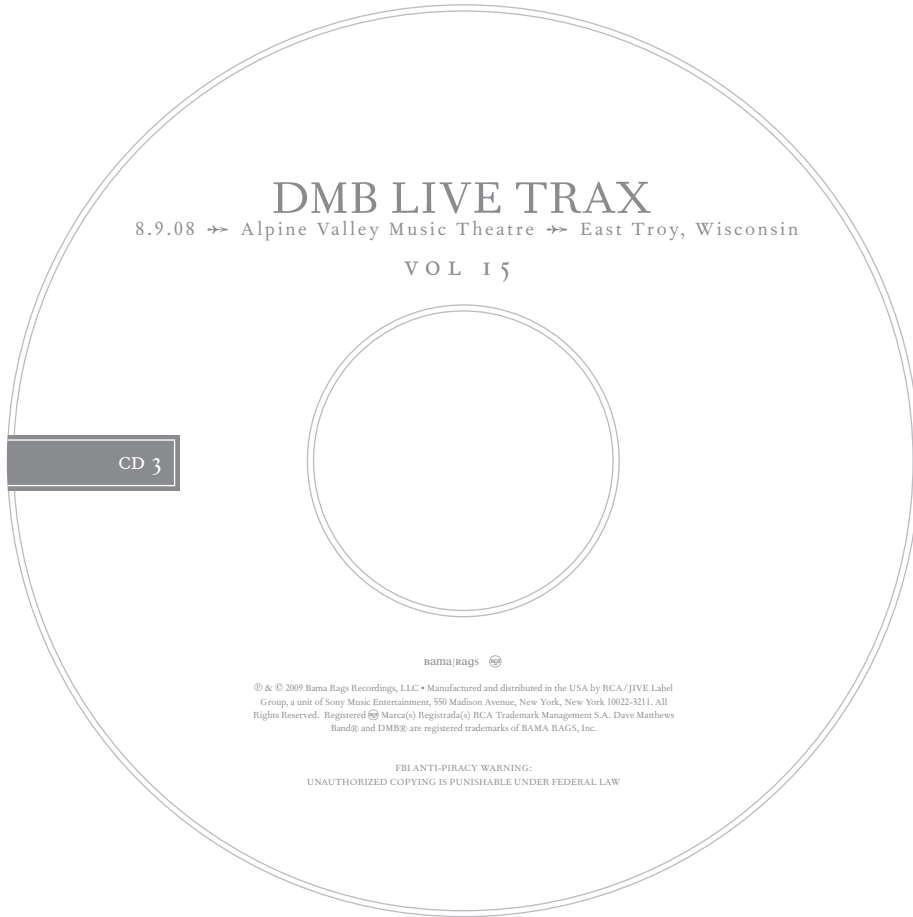 DMB LIVE TRAX
8.9.08 ➳ Alpine Valley Music Theatre ➳ East Troy, Wisconsin
VOL 15
CD 3
Bama|Rags RCA
℗ & © 2009 Bama Rags Recordings, LLC • Manufactured and distributed in the USA by RCA/JIVE Label
Group, a unit of Sony Music Entertainment, 550 Madison Avenue, New York, New York 10022-3211. All
Rights Reserved. Registered RCA Marca(s) Registrada(s) RCA Trademark Management S.A. Dave Matthews
Band® and DMB® are registered trademarks of BAMA RAGS, Inc.
FBI ANTI-PIRACY WARNING:
UNAUTHORIZED COPYING IS PUNISHABLE UNDER FEDERAL LAW